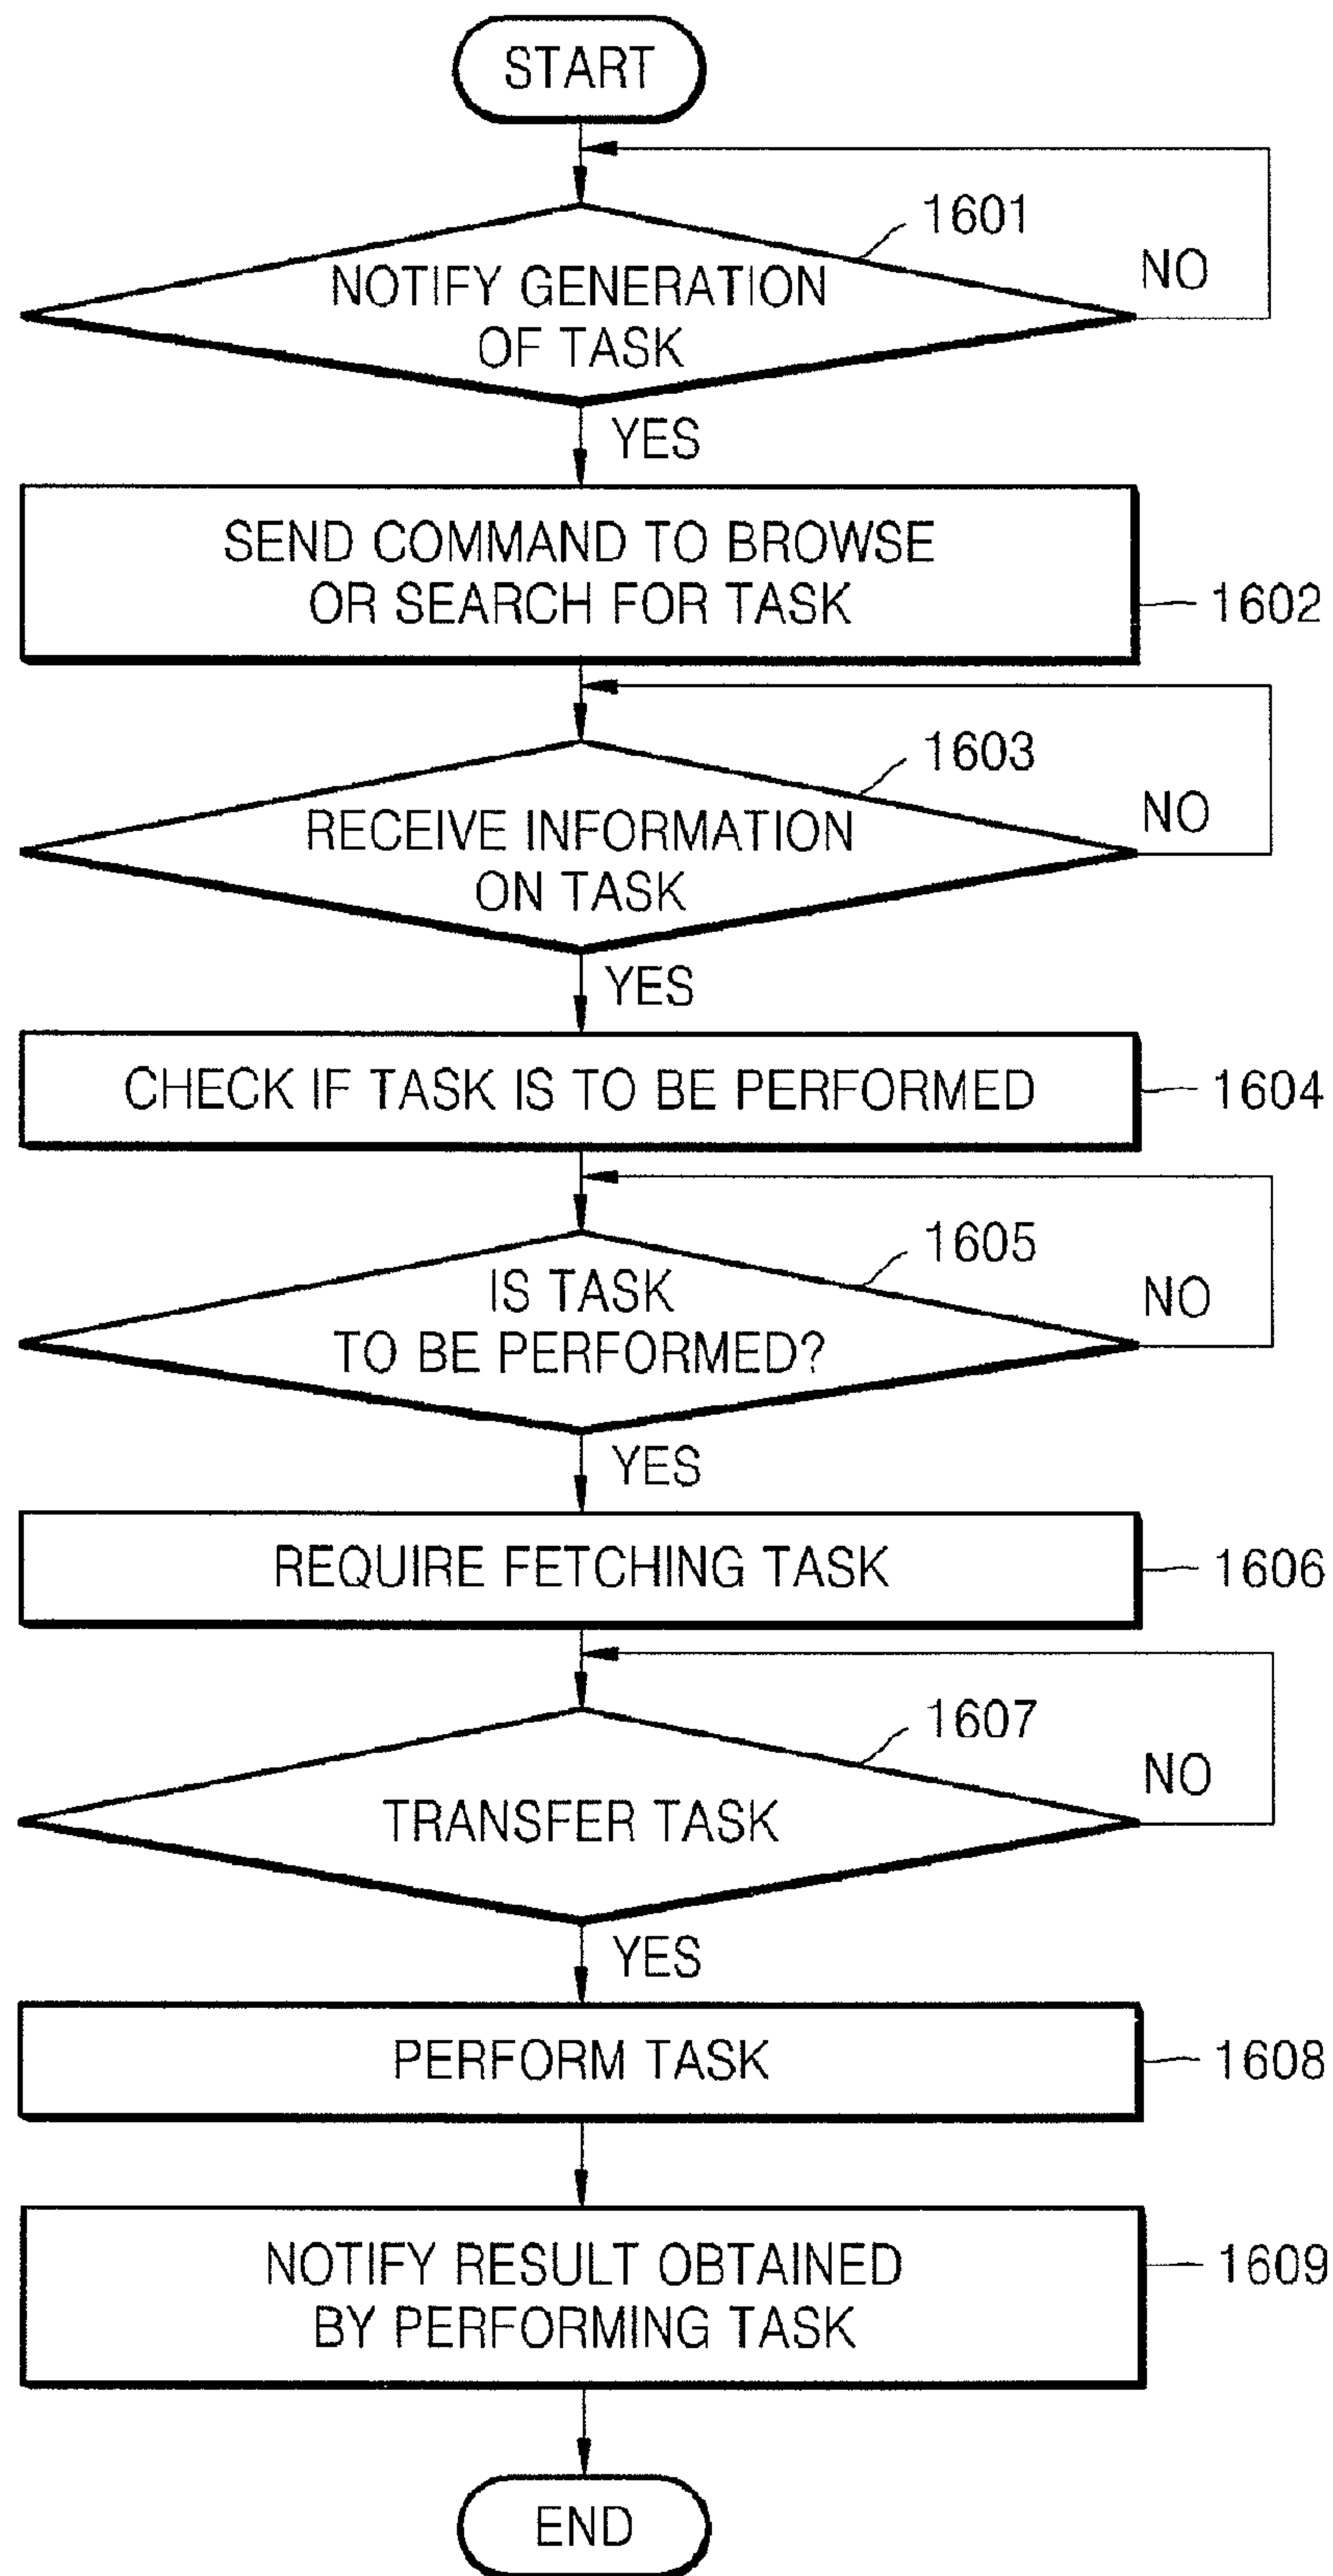 START
1601
NOTIFY GENERATION
OF TASK
NO
YES
SEND COMMAND TO BROWSE
OR SEARCH FOR TASK
1602
1603
RECEIVE INFORMATION
ON TASK
NO
YES
CHECK IF TASK IS TO BE PERFORMED
1604
1605
IS TASK
TO BE PERFORMED?
NO
YES
REQUIRE FETCHING TASK
1606
1607
TRANSFER TASK
NO
YES
PERFORM TASK
1608
NOTIFY RESULT OBTAINED
BY PERFORMING TASK
1609
END